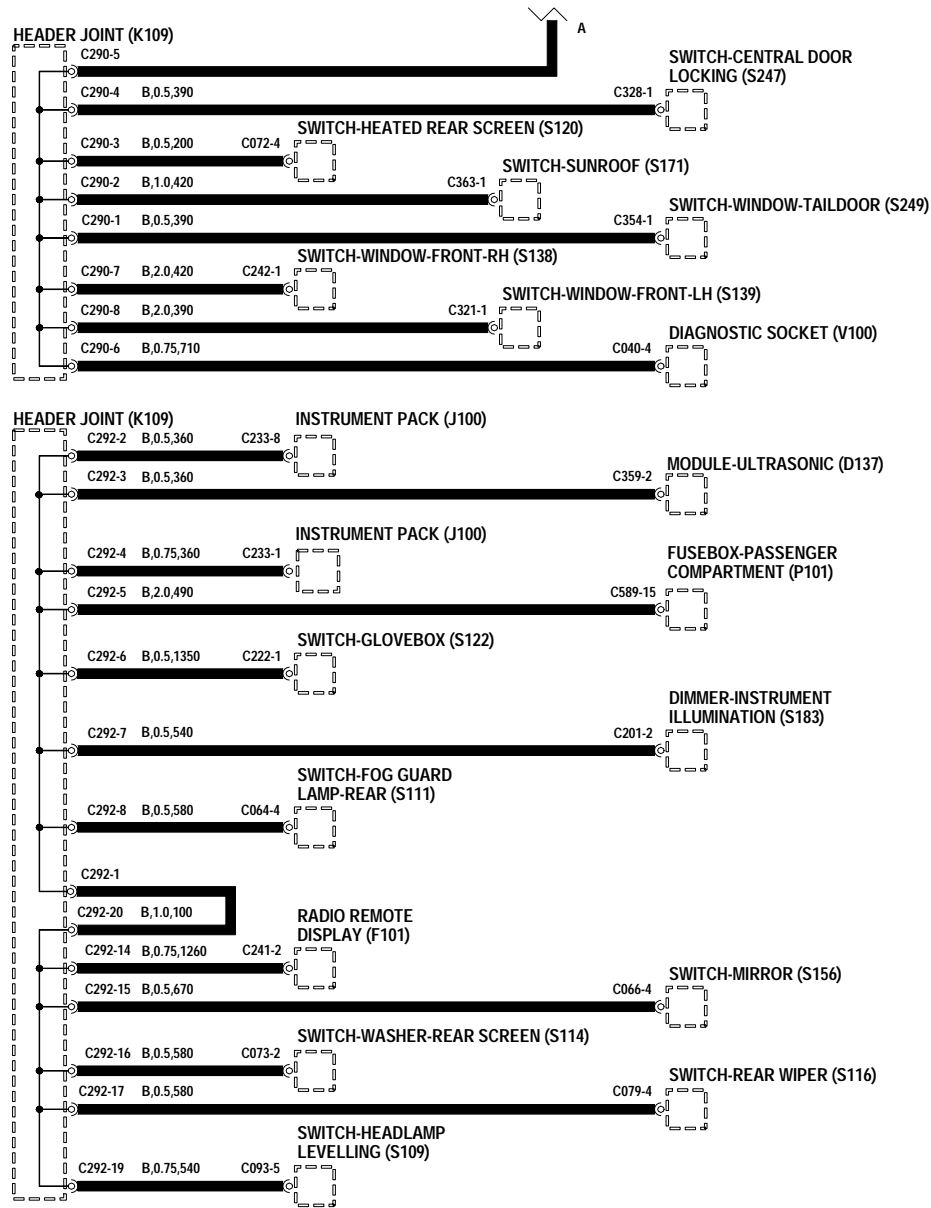 A
HEADER JOINT (K109)
C290-5
SWITCH-CENTRAL DOOR
LOCKING (S247)
C290-4 B,0.5,390 C328-1
SWITCH-HEATED REAR SCREEN (S120)
C290-3 B,0.5,200 C072-4
SWITCH-SUNROOF (S171)
C290-2 B,1.0,420 C363-1
SWITCH-WINDOW-TAILDOOR (S249)
C290-1 B,0.5,390 C354-1
SWITCH-WINDOW-FRONT-RH (S138)
C290-7 B,2.0,420 C242-1
SWITCH-WINDOW-FRONT-LH (S139)
C290-8 B,2.0,390 C321-1
DIAGNOSTIC SOCKET (V100)
C290-6 B,0.75,710 C040-4
HEADER JOINT (K109)
INSTRUMENT PACK (J100)
C292-2 B,0.5,360 C233-8
MODULE-ULTRASONIC (D137)
C292-3 B,0.5,360 C359-2
INSTRUMENT PACK (J100)
C292-4 B,0.75,360 C233-1
FUSEBOX-PASSENGER
COMPARTMENT (P101)
C292-5 B,2.0,490 C589-15
SWITCH-GLOVEBOX (S122)
C292-6 B,0.5,1350 C222-1
DIMMER-INSTRUMENT
ILLUMINATION (S183)
C292-7 B,0.5,540 C201-2
SWITCH-FOG GUARD
LAMP-REAR (S111)
C292-8 B,0.5,580 C064-4
C292-1
C292-20 B,1.0,100
RADIO REMOTE
DISPLAY (F101)
C292-14 B,0.75,1260 C241-2
SWITCH-MIRROR (S156)
C292-15 B,0.5,670 C066-4
SWITCH-WASHER-REAR SCREEN (S114)
C292-16 B,0.5,580 C073-2
SWITCH-REAR WIPER (S116)
C292-17 B,0.5,580 C079-4
SWITCH-HEADLAMP
LEVELLING (S109)
C292-19 B,0.75,540 C093-5